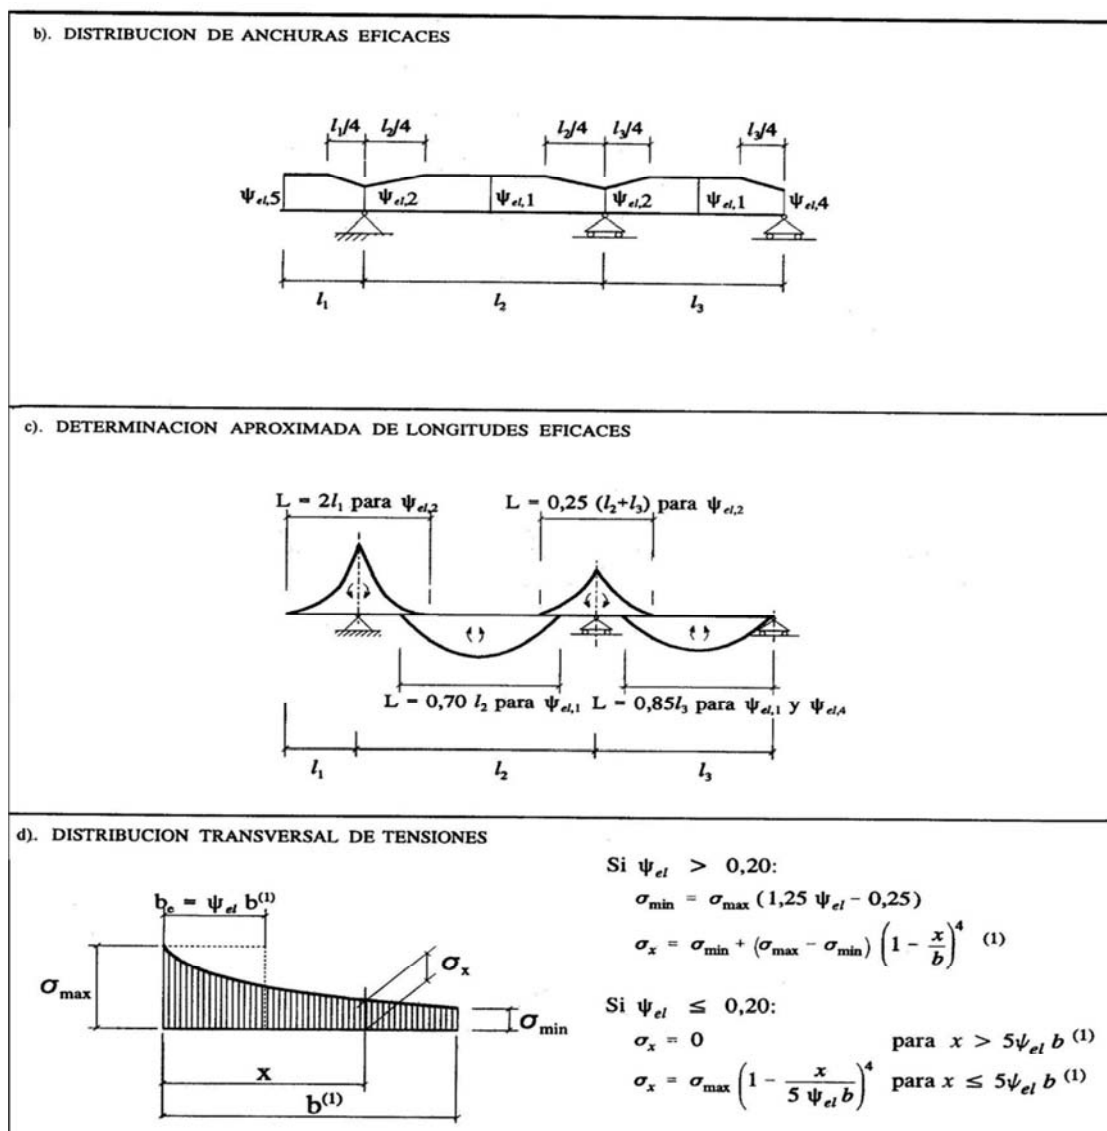 b). DISTRIBUCION DE ANCHURAS EFICACES
l₁/4 l₂/4 l₂/4 l₃/4 l₃/4
Ψel,5 Ψel,2 Ψel,1 Ψel,2 Ψel,1 Ψel,4
l₁ l₂ l₃
c). DETERMINACION APROXIMADA DE LONGITUDES EFICACES
L = 2l₁ para Ψel,2 L = 0,25 (l₂+l₃) para Ψel,2
L = 0,70 l₂ para Ψel,1 L = 0,85l₃ para Ψel,1 y Ψel,4
l₁ l₂ l₃
d). DISTRIBUCION TRANSVERSAL DE TENSIONES
bₑ = Ψel b⁽¹⁾
σmax
σx
σmin
x
b⁽¹⁾
Si Ψel > 0,20:
σmin = σmax (1,25 Ψel - 0,25)
σx = σmin + (σmax - σmin) (1 - x/b)⁴ (1)
Si Ψel ≤ 0,20:
σx = 0 para x > 5Ψel b⁽¹⁾
σx = σmax (1 - x/5 Ψel b)⁴ para x ≤ 5Ψel b⁽¹⁾